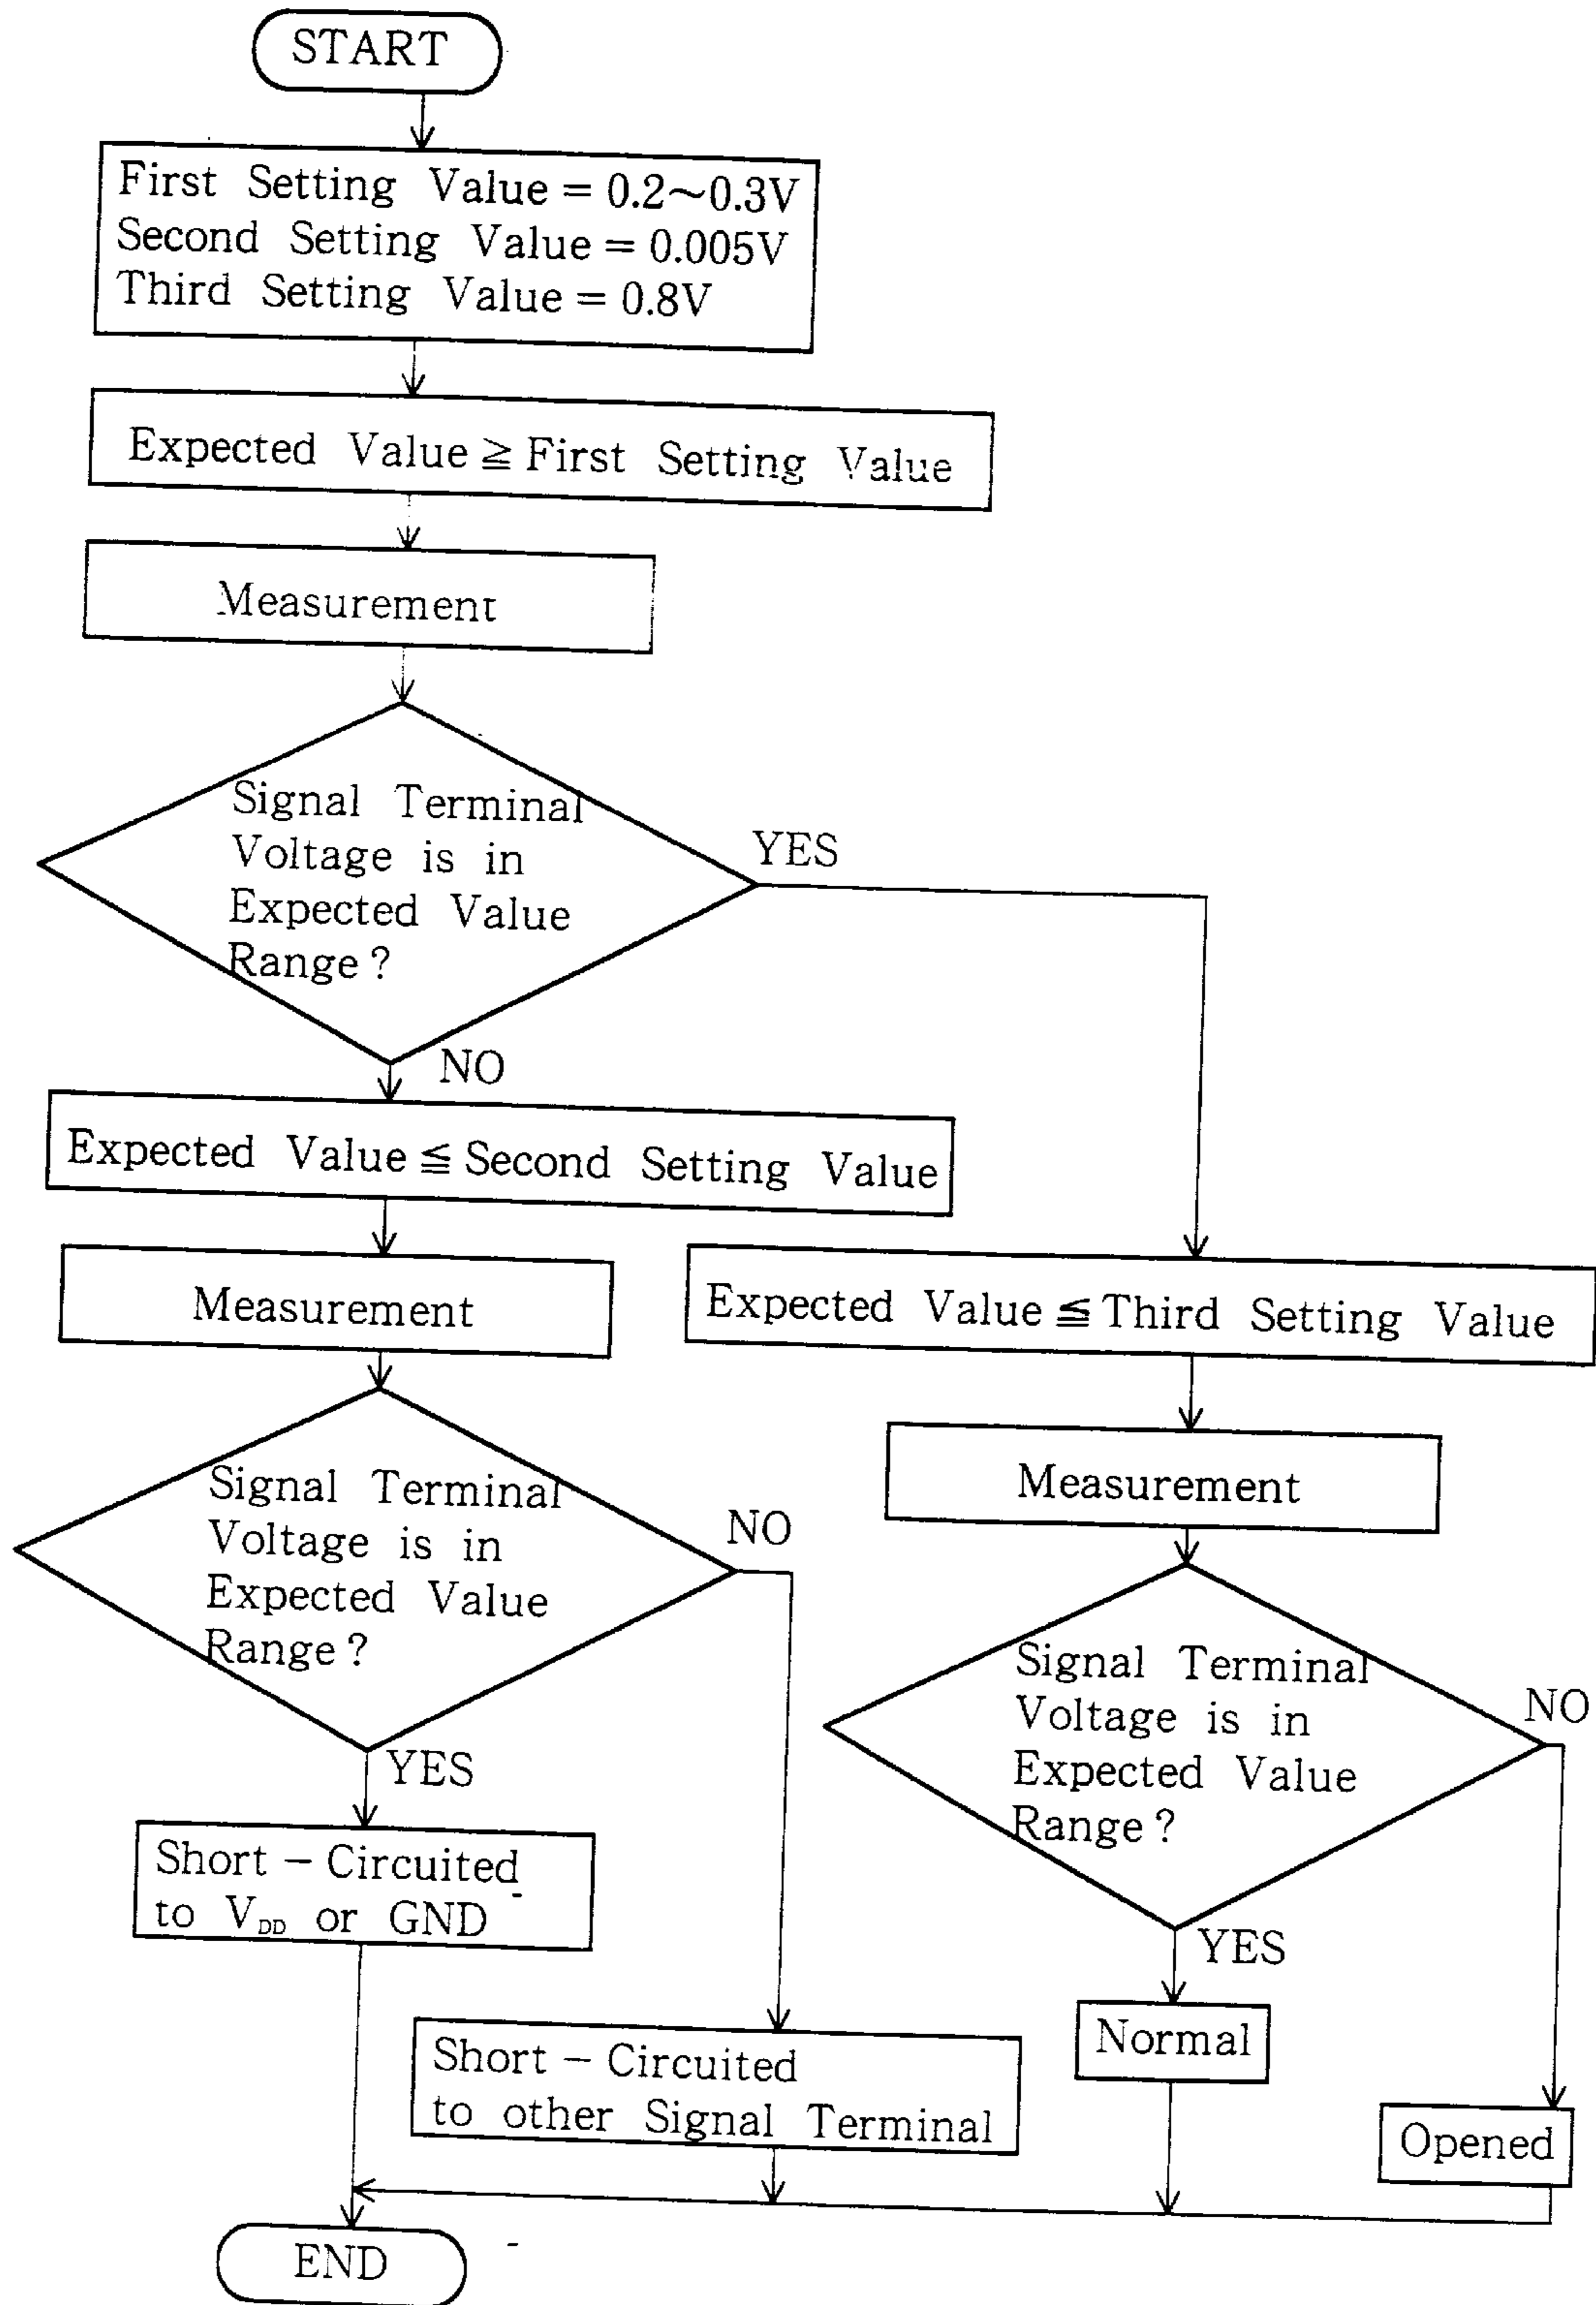 START
First Setting Value = 0.2~0.3V
Second Setting Value = 0.005V
Third Setting Value = 0.8V
Expected Value ≧ First Setting Value
Measurement
Signal Terminal
Voltage is in
Expected Value
Range?
YES
NO
Expected Value ≦ Second Setting Value
Measurement
Signal Terminal
Voltage is in
Expected Value
Range?
NO
YES
Short-Circuited
to VDD or GND
Short-Circuited
to other Signal Terminal
Expected Value ≦ Third Setting Value
Measurement
Signal Terminal
Voltage is in
Expected Value
Range?
NO
YES
Normal
Opened
END